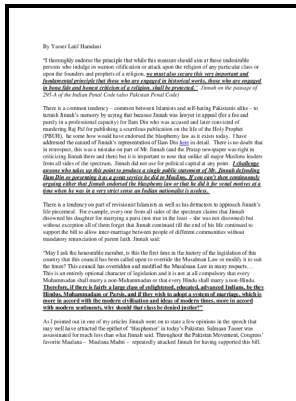 By Yasser Latif Hamdani
"I thoroughly endorse the principle that while this measure should aim at those undesirable
persons who indulge in wanton vilification or attack upon the religion of any particular class or
upon the founders and prophets of a religion, we must also secure this very important and
fundamental principle that those who are engaged in historical works, those who are engaged
in bona fide and honest criticism of a religion, shall be protected." Jinnah on the passage of
295-A of the Indian Penal Code (also Pakistan Penal Code)
There is a common tendency – common between Islamists and self-hating Pakistanis alike – to
tarnish Jinnah's memory by saying that because Jinnah was lawyer in appeal (for a fee and
purely in a professional capacity) for Ilam Din who was accused and later convicted of
murdering Raj Pal for publishing a scurrilous publication on the life of the Holy Prophet
(PBUH), he some how would have endorsed the blasphemy law as it exists today. I have
addressed the canard of Jinnah's representation of Ilam Din here in detail. There is no doubt that
in retrospect, this was a mistake on part of Mr. Jinnah (and the Pratap newspaper was right in
criticizing Jinnah there and then) but it is important to note that unlike all major Muslim leaders
from all sides of the spectrum, Jinnah did not use for political capital at any point. I challenge
anyone who takes up this point to produce a single public statement of Mr. Jinnah defending
Ilam Din or presenting it as a great service he did to Muslims. If you can't then continuously
arguing either that Jinnah endorsed the blasphemy law or that he did it for venal motives at a
time when he was in a very strict sense an Indian nationalist is useless.
There is a tendency on part of revisionist Islamists as well as his detractors to approach Jinnah's
life piecemeal. For example, every one from all sides of the spectrum claims that Jinnah
disowned his daughter for marrying a parsi (not true in the least – she was not disowned) but
without exception all of them forget that Jinnah continued till the end of his life continued to
support the bill to allow inter-marriages between people of different communities without
mandatory renunciation of parent faith. Jinnah said:
"May I ask the honourable member, is this the first time in the history of the legislation of this
country that this council has been called upon to override the Musalman Law or modify it to suit
the times? This council has overridden and modified the Musalman Law in many respects….
This is an entirely optional character of legislation and it is not at all compulsory that every
Muhammadan shall marry a non-Muhammadan or that every Hindu shall marry a non-Hindu.
Therefore, if there is fairly a large class of enlightened, educated, advanced Indians, be they
Hindus, Muhammadans or Parsis, and if they wish to adopt a system of marriage, which is
more in accord with the modern civilisation and ideas of modern times, more in accord
with modern sentiments, why should that class be denied justice?"
As I pointed out in one of my articles Jinnah went on to state a few opinions in the speech that
may well have attracted the epithet of 'blasphemer' in today's Pakistan. Salmaan Taseer was
assassinated for much less than what Jinnah said. Throughout the Pakistan Movement, Congress'
favorite Maulana – Maulana Madni – repeatedly attacked Jinnah for having supported this bill.